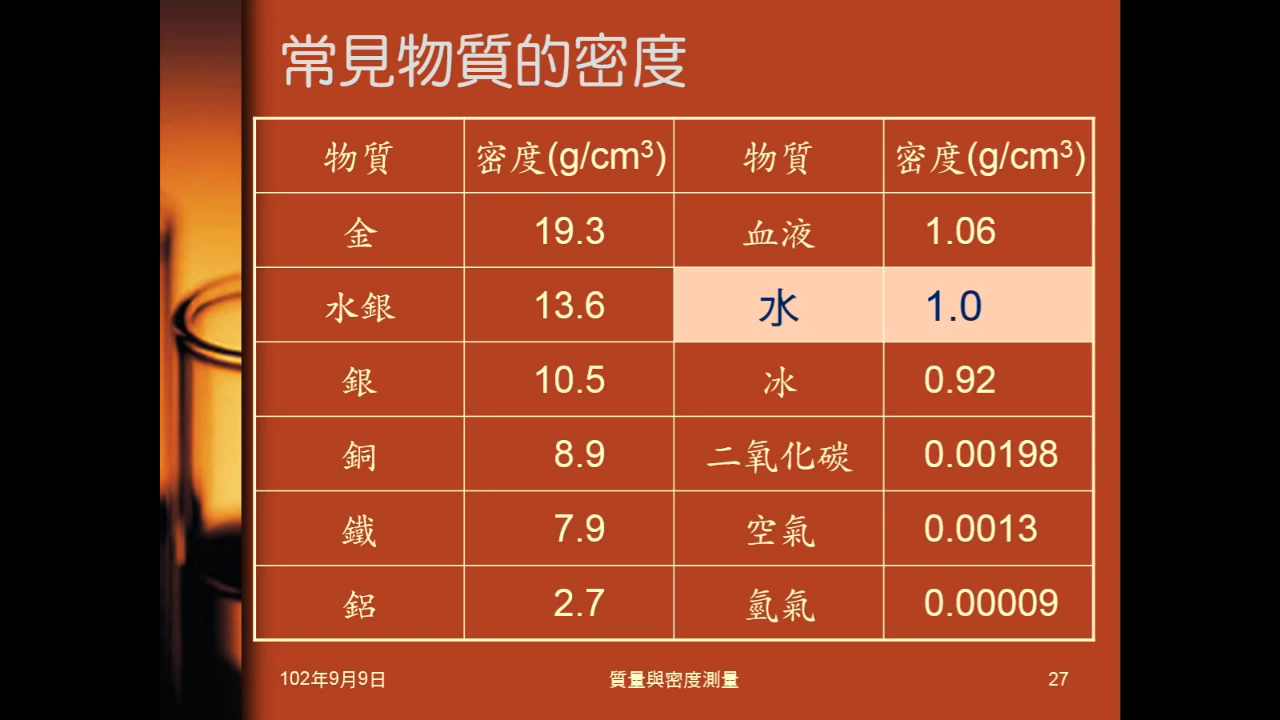 常見物質的密度
物質 密度(g/cm³) 物質 密度(g/cm³)
金 19.3 血液 1.06
水銀 13.6 水 1.0
銀 10.5 冰 0.92
銅 8.9 二氧化碳 0.00198
鐵 7.9 空氣 0.0013
鋁 2.7 氫氣 0.00009
102年9月9日 質量與密度測量 27